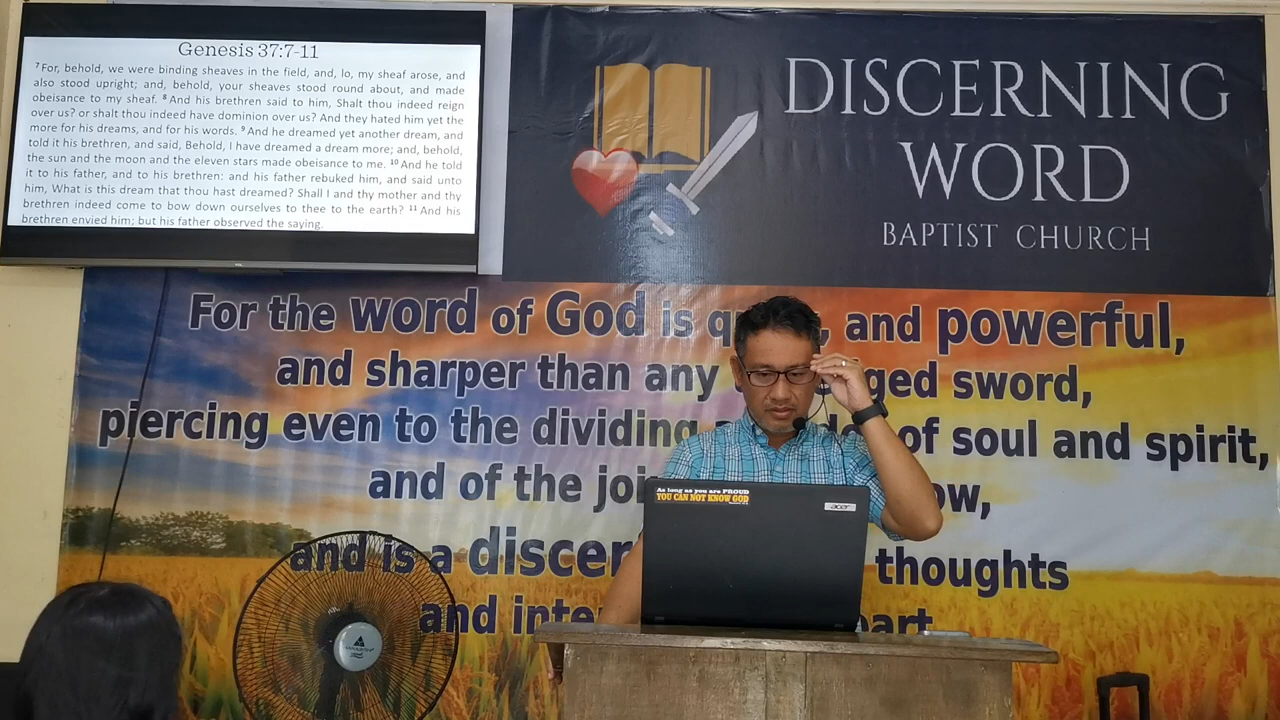 Genesis 37:7-11
7 For, behold, we were binding sheaves in the field, and, lo, my sheaf arose, and
also stood upright; and, behold, your sheaves stood round about, and made
obeisance to my sheaf. 8 And his brethren said to him, Shalt thou indeed reign
over us? or shalt thou indeed have dominion over us? And they hated him yet the
more for his dreams, and for his words. 9 And he dreamed yet another dream, and
told it his brethren, and said, Behold, I have dreamed a dream more; and, behold,
the sun and the moon and the eleven stars made obeisance to me. 10 And he told
it to his father, and to his brethren: and his father rebuked him, and said unto
him, What is this dream that thou hast dreamed? Shall I and thy mother and thy
brethren indeed come to bow down ourselves to thee to the earth? 11 And his
brethren envied him; but his father observed the saying.
DISCERNING
WORD
BAPTIST CHURCH
For the word of God is and powerful,
and sharper than any sword,
piercing even to the dividing of soul and spirit,
and of the
and is a thoughts
and
As long as you are PROUD
YOU CAN NOT KNOW GOD
acer